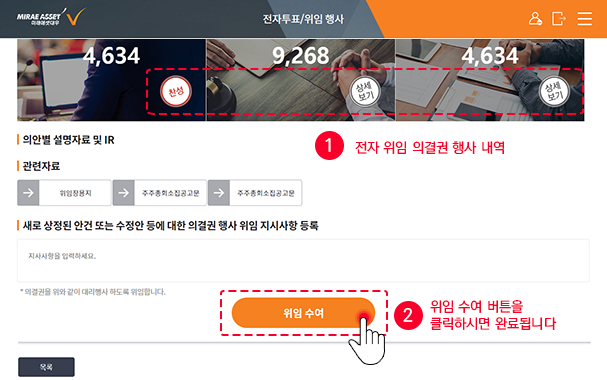 MIRAE ASSET
미래에셋대우
전자투표/위임 행사
4,634
9,268
4,634
찬성
상세
보기
상세
보기
1 전자 위임 의결권 행사 내역
의안별 설명자료 및 IR
관련자료
위임장용지
주주총회소집공고문
주주총회소집공고문
새로 상정된 안건 또는 수정안 등에 대한 의결권 행사 위임 지시사항 등록
지시사항을 입력하세요.
* 의결권을 위와 같이 대리행사 하도록 위임합니다.
위임 수여
2 위임 수여 버튼을
클릭하시면 완료됩니다
목록